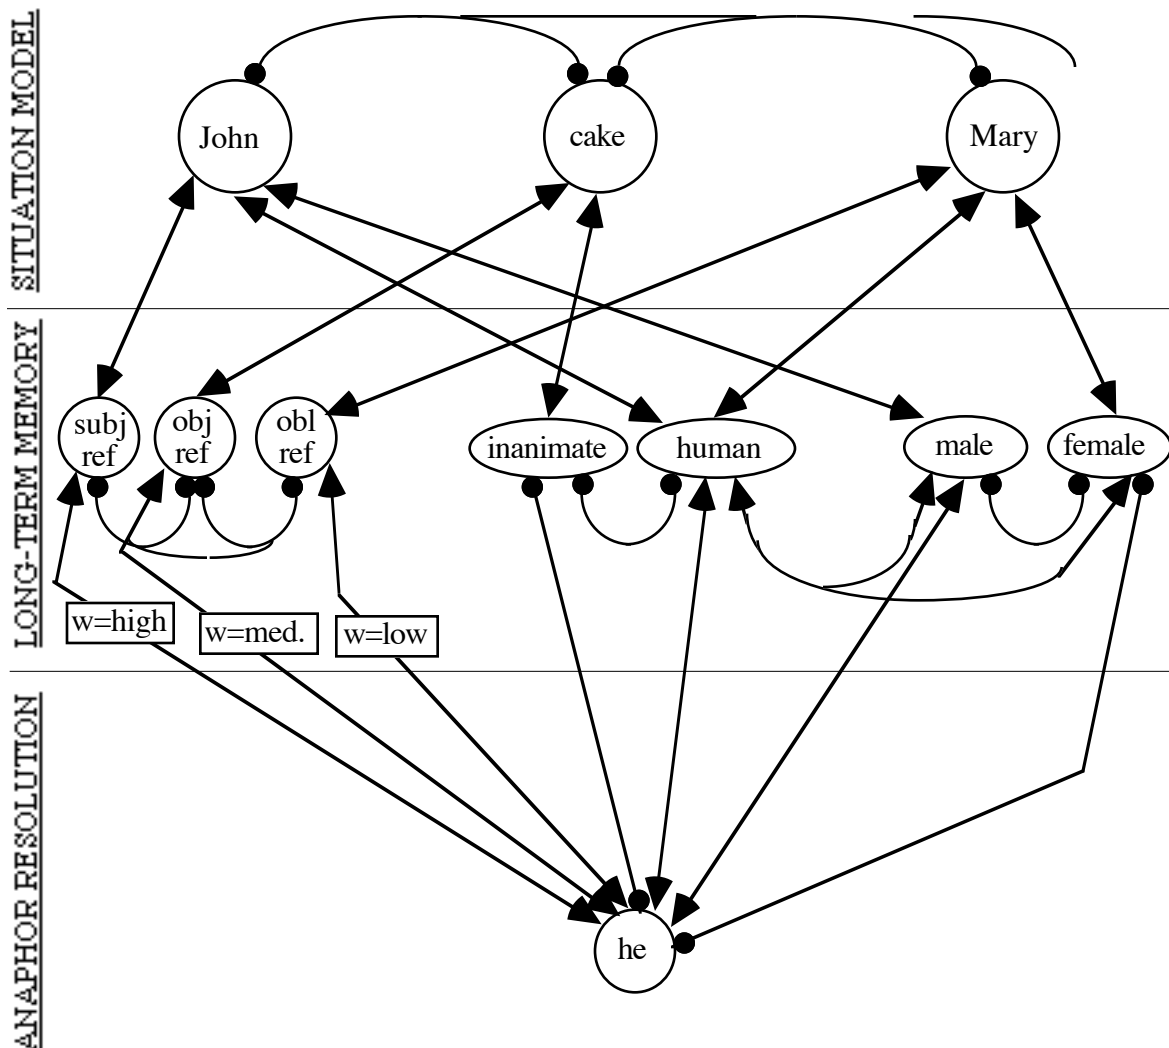 SITUATION MODEL
John
cake
Mary
LONG-TERM MEMORY
subj
ref
obj
ref
obl
ref
inanimate
human
male
female
w=high
w=med.
w=low
ANAPHOR RESOLUTION
he